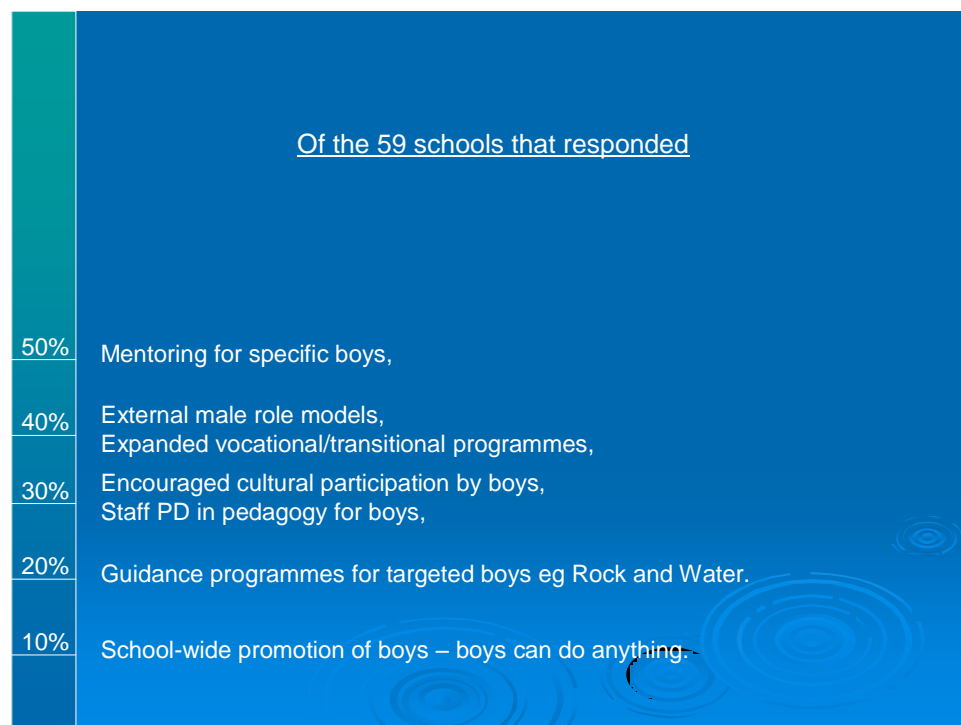 Of the 59 schools that responded
50%
Mentoring for specific boys,
40%
External male role models,
Expanded vocational/transitional programmes,
30%
Encouraged cultural participation by boys,
Staff PD in pedagogy for boys,
20%
Guidance programmes for targeted boys eg Rock and Water.
10%
School-wide promotion of boys – boys can do anything.